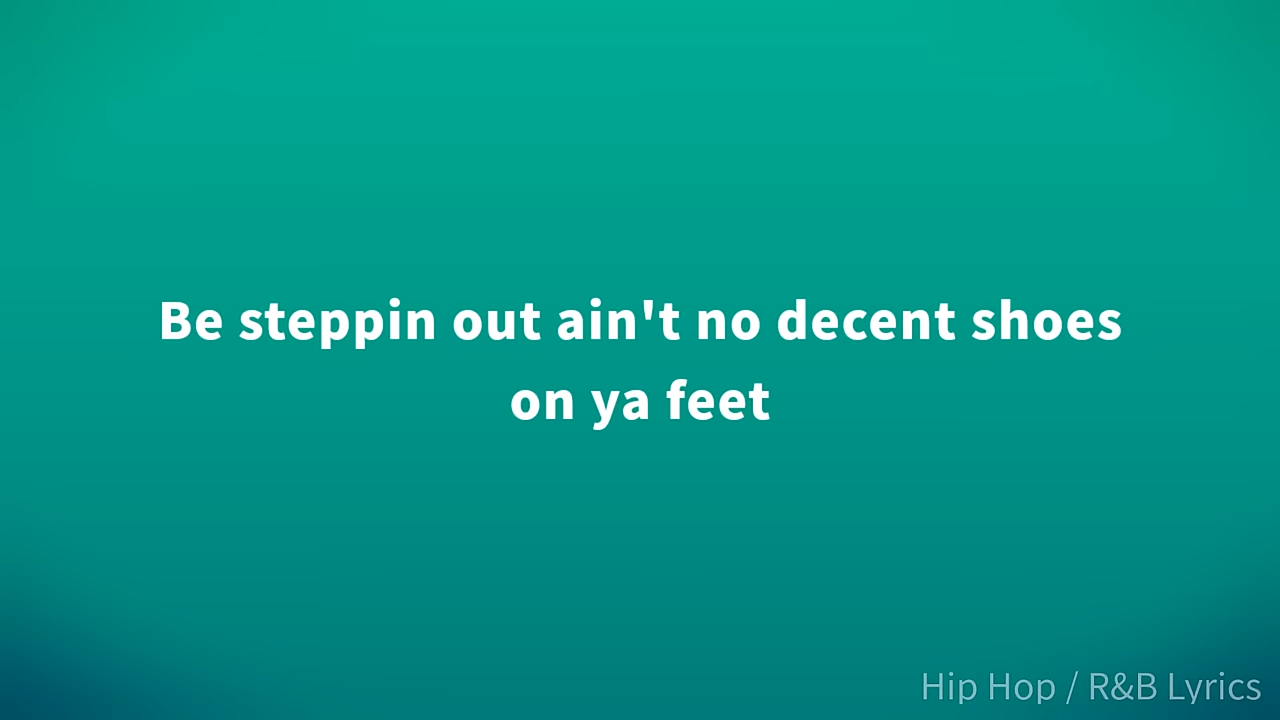 Be steppin out ain't no decent shoes
on ya feet
Hip Hop / R&B Lyrics